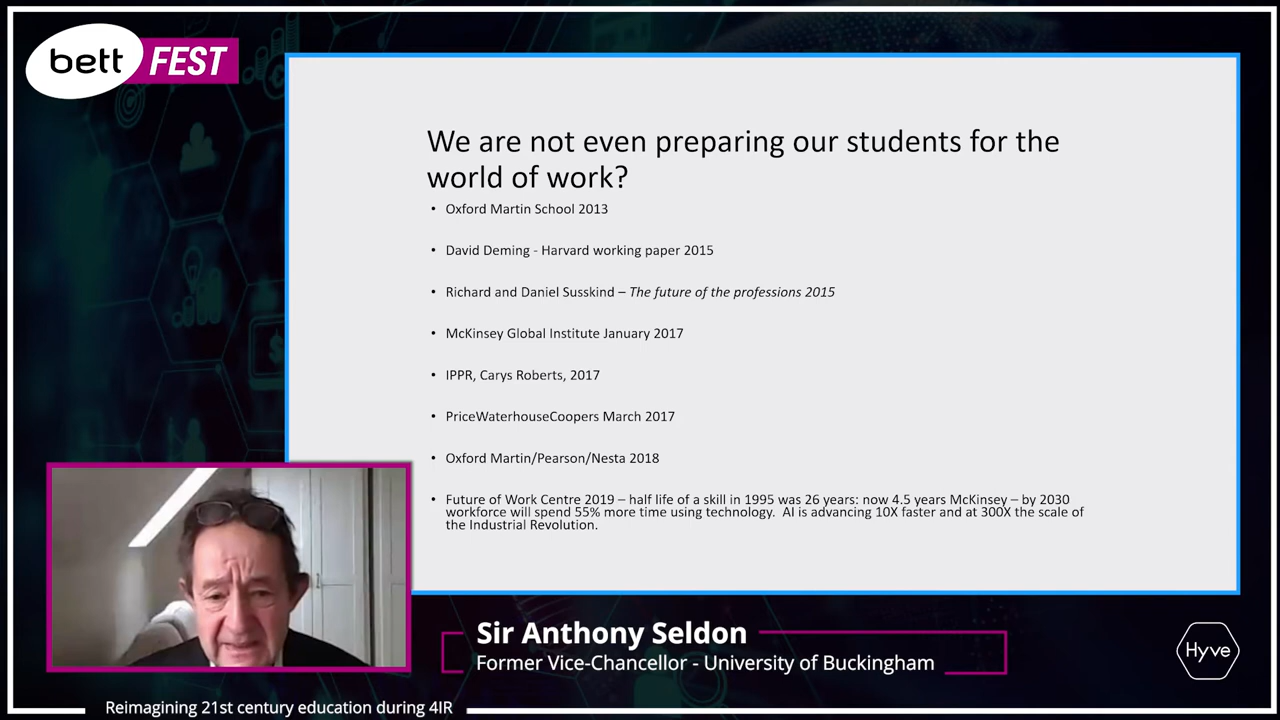 bett FEST
We are not even preparing our students for the
world of work?
• Oxford Martin School 2013
• David Deming - Harvard working paper 2015
• Richard and Daniel Susskind – The future of the professions 2015
• McKinsey Global Institute January 2017
• IPPR, Carys Roberts, 2017
• PriceWaterhouseCoopers March 2017
• Oxford Martin/Pearson/Nesta 2018
• Future of Work Centre 2019 – half life of a skill in 1995 was 26 years: now 4.5 years McKinsey – by 2030
workforce will spend 55% more time using technology. AI is advancing 10X faster and at 300X the scale of
the Industrial Revolution.
Sir Anthony Seldon
Former Vice-Chancellor - University of Buckingham
Hyve
Reimagining 21st century education during 4IR